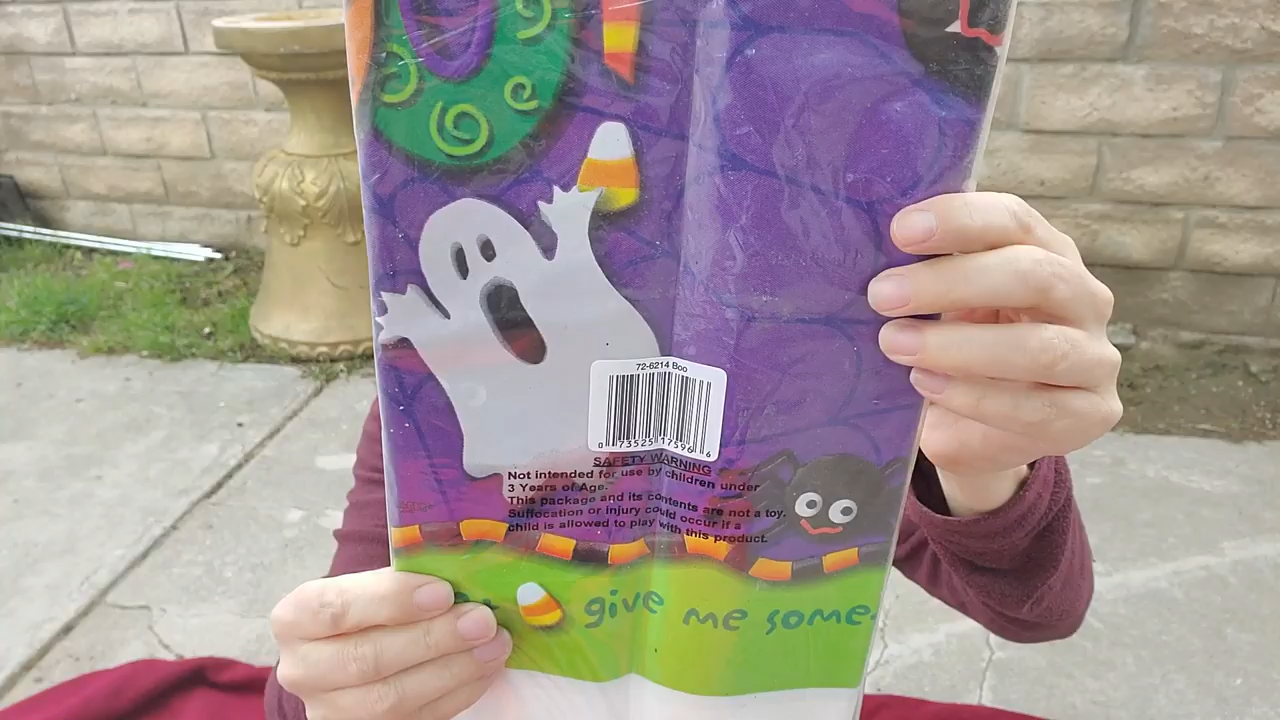 72-6214 Boo
0 73525 17596 6
SAFETY WARNING
Not intended for use by children under
3 Years of Age.
This package and its contents are not a toy.
Suffocation or injury could occur if a
child is allowed to play with this product.
give me some